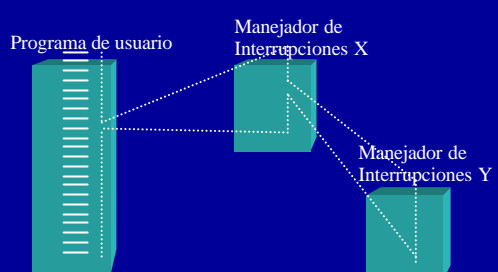 Programa de usuario
Manejador de
Interrupciones X
Manejador de
Interrupciones Y